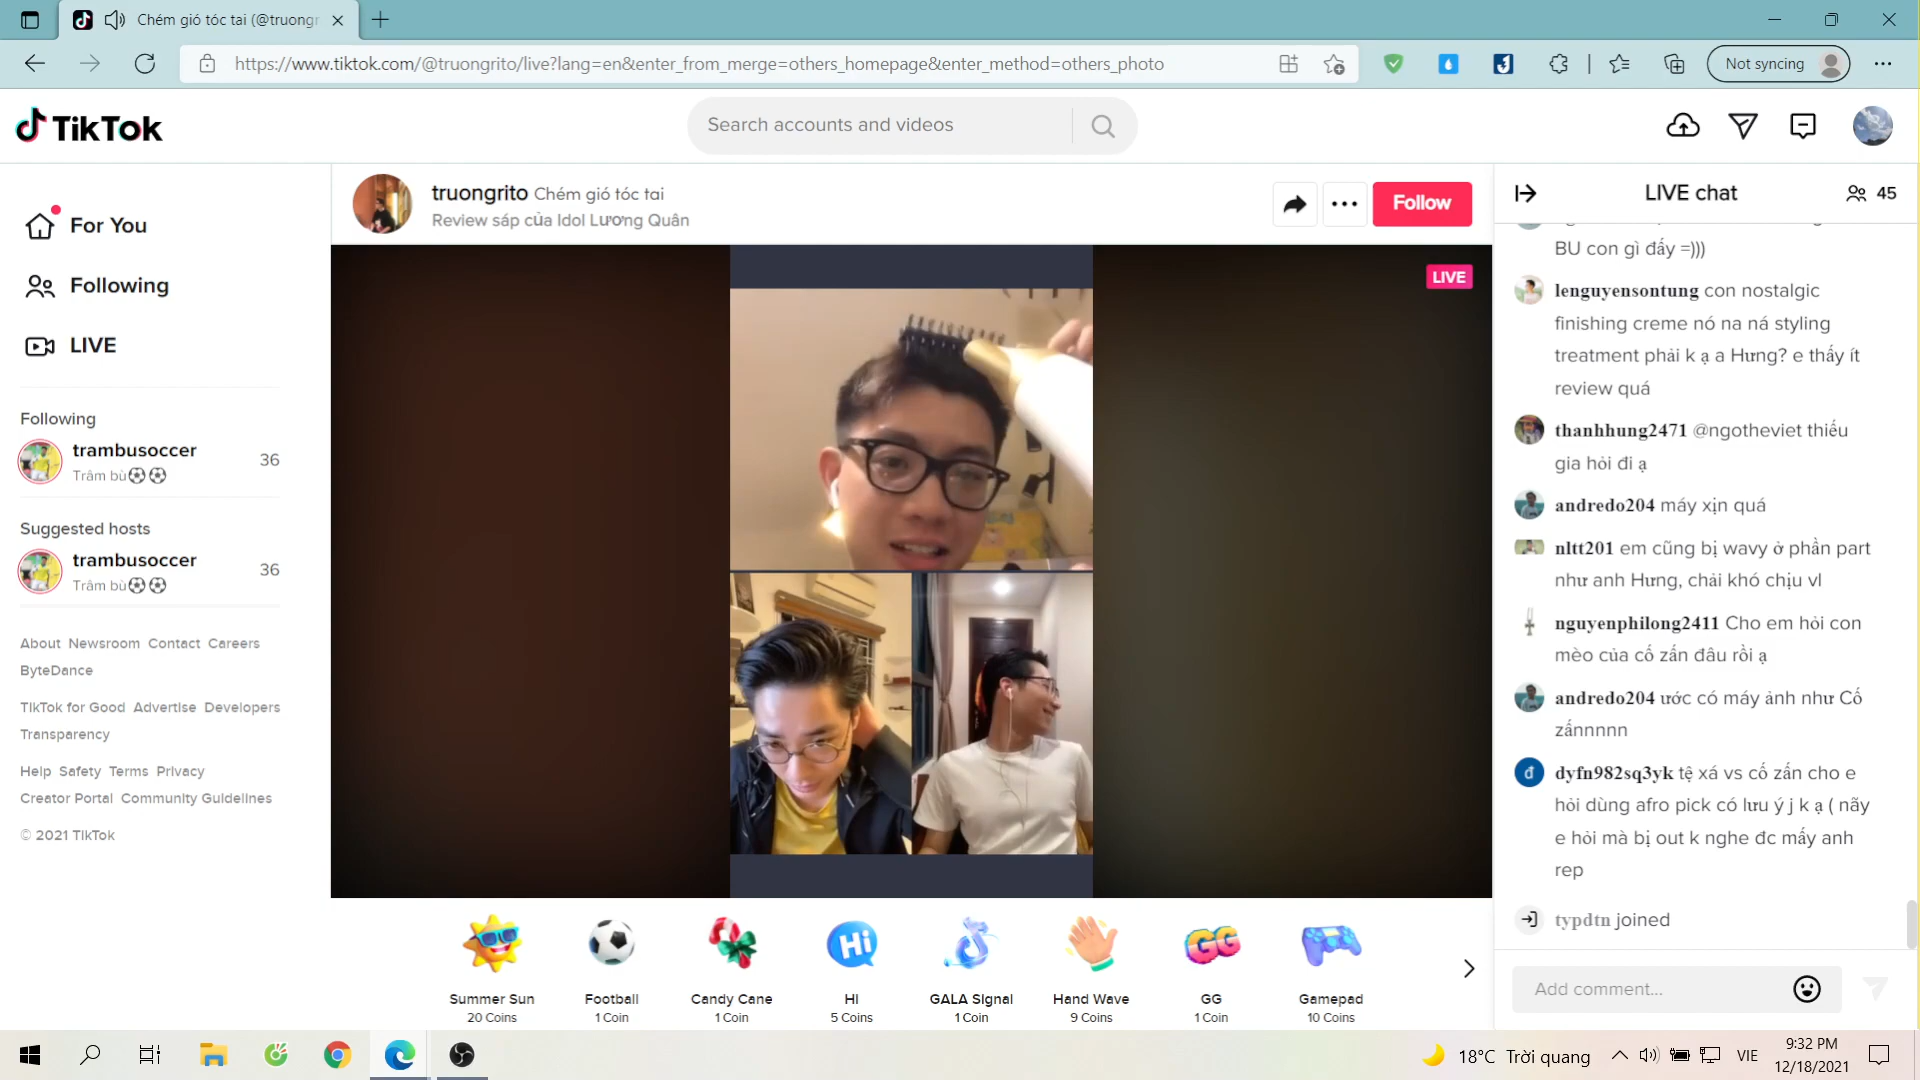 Chém gió tóc tai (@truongr
https://www.tiktok.com/@truongrito/live?lang=en&enter_from_merge=others_homepage&enter_method=others_photo
Not syncing
TikTok
Search accounts and videos
For You
Following
LIVE
Following
trambusoccer
Trâm bù⚽⚽
36
Suggested hosts
trambusoccer
Trâm bù⚽⚽
36
About Newsroom Contact Careers
ByteDance
TikTok for Good Advertise Developers
Transparency
Help Safety Terms Privacy
Creator Portal Community Guidelines
© 2021 TikTok
truongrito Chém gió tóc tai
Review sáp của Idol Lương Quân
Follow
LIVE
Summer Sun
20 Coins
Football
1 Coin
Candy Cane
1 Coin
Hi
HI
5 Coins
GALA Signal
1 Coin
Hand Wave
9 Coins
GG
GG
1 Coin
Gamepad
10 Coins
LIVE chat
45
BU con gì đấy =)))
lenguyensontung con nostalgic
finishing creme nó na ná styling
treatment phải k ạ a Hưng? e thấy ít
review quá
thanhhung2471 @ngotheviet thiếu
gia hỏi đi ạ
andredo204 máy xịn quá
nltt201 em cũng bị wavy ở phần part
như anh Hưng, chải khó chịu vl
nguyenphilong2411 Cho em hỏi con
mèo của cố zấn đâu rồi ạ
andredo204 ước có máy ảnh như Cố
zấnnnnn
đ
dyfn982sq3yk tệ xá vs cố zấn cho e
hỏi dùng afro pick có lưu ý j k ạ ( nãy
e hỏi mà bị out k nghe đc mấy anh
rep
typdtn joined
Add comment...
18°C Trời quang
VIE
9:32 PM
12/18/2021